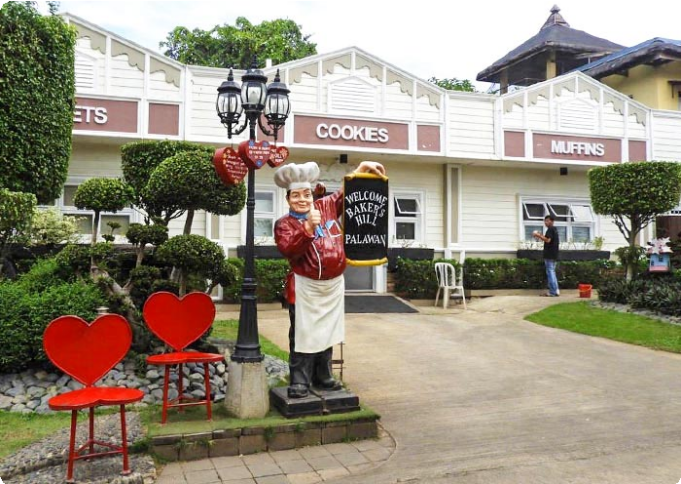 ETS
COOKIES
MUFFINS
WELCOME
BAKER'S
HILL
PALAWAN